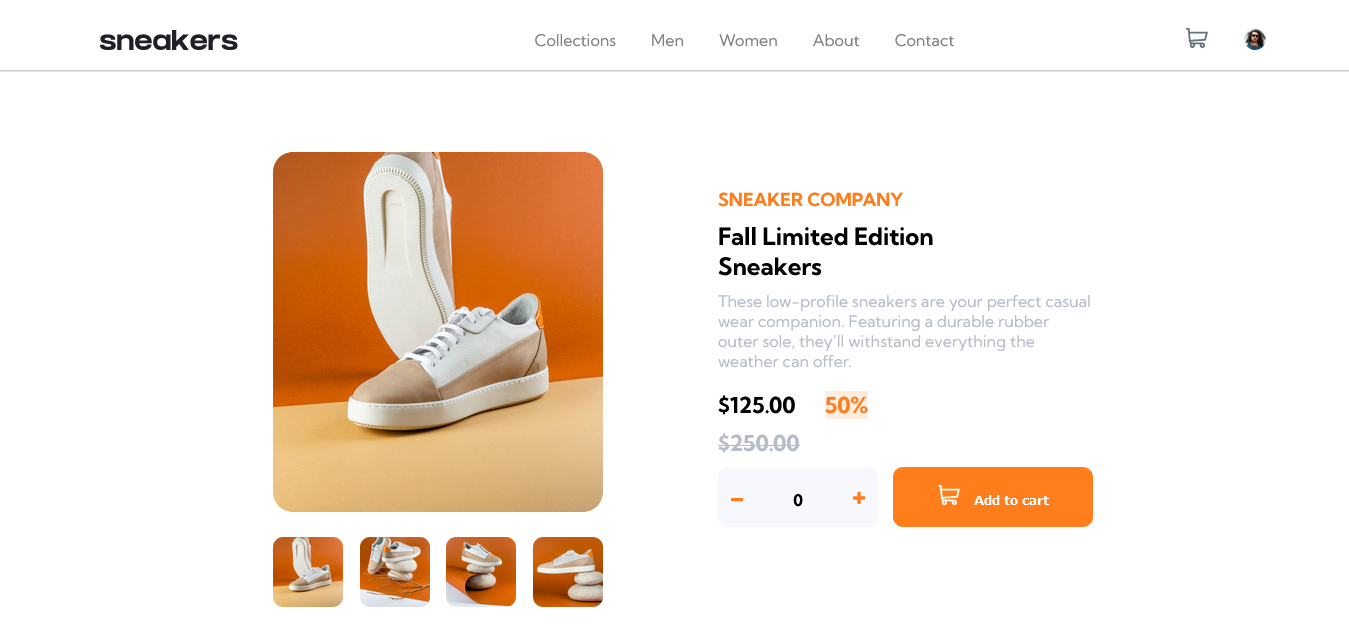 sneakers
Collections Men Women About Contact
SNEAKER COMPANY
Fall Limited Edition
Sneakers
These low-profile sneakers are your perfect casual
wear companion. Featuring a durable rubber
outer sole, they’ll withstand everything the
weather can offer.
$125.00 50%
$250.00
0 Add to cart